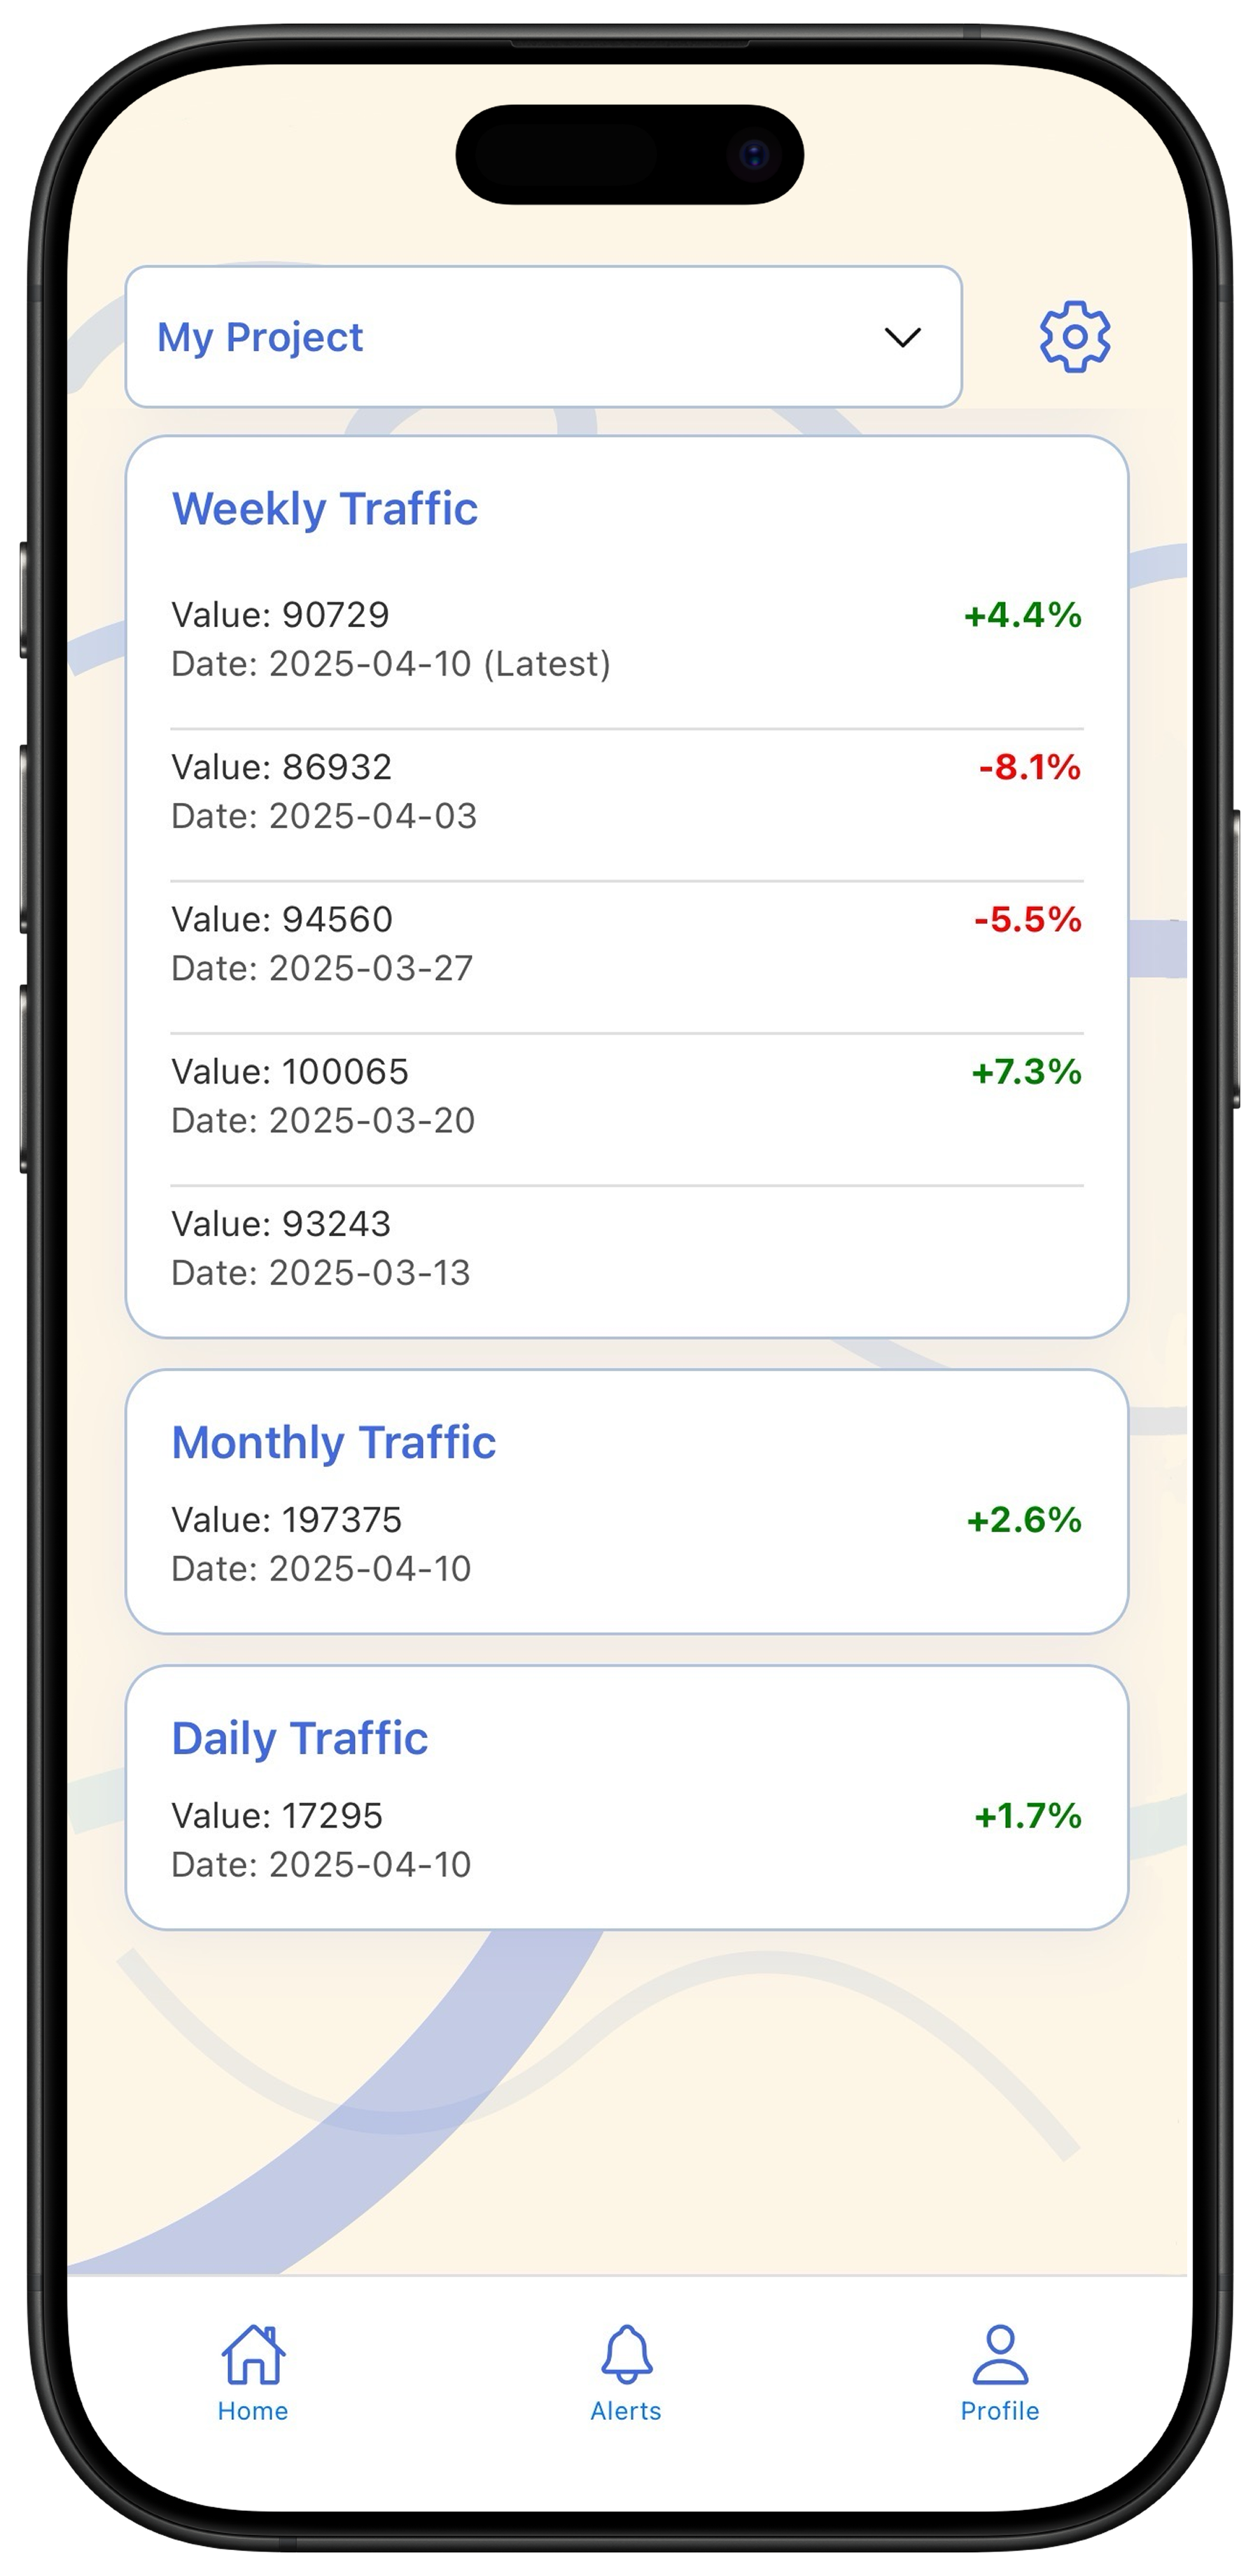 My Project
Weekly Traffic
Value: 90729 +4.4%
Date: 2025-04-10 (Latest)
Value: 86932 -8.1%
Date: 2025-04-03
Value: 94560 -5.5%
Date: 2025-03-27
Value: 100065 +7.3%
Date: 2025-03-20
Value: 93243
Date: 2025-03-13
Monthly Traffic
Value: 197375 +2.6%
Date: 2025-04-10
Daily Traffic
Value: 17295 +1.7%
Date: 2025-04-10
Home Alerts Profile